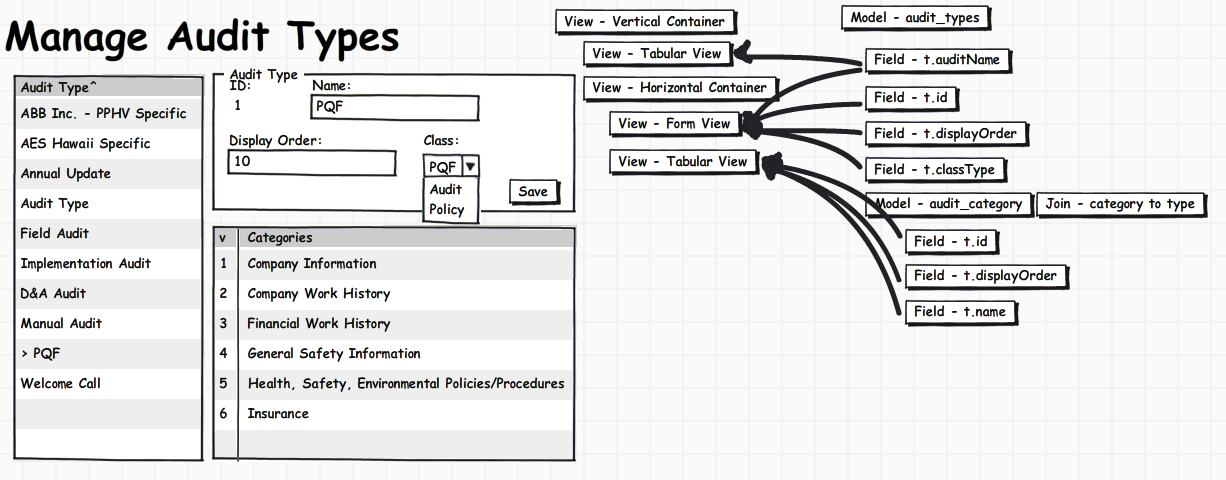 Manage Audit Types
Audit Type^
ABB Inc. - PPHV Specific
AES Hawaii Specific
Annual Update
Audit Type
Field Audit
Implementation Audit
D&A Audit
Manual Audit
> PQF
Welcome Call
Audit Type
ID:
Name:
1
PQF
Display Order:
Class:
10
PQF
Audit
Policy
Save
v Categories
1 Company Information
2 Company Work History
3 Financial Work History
4 General Safety Information
5 Health, Safety, Environmental Policies/Procedures
6 Insurance
View - Vertical Container
View - Tabular View
View - Horizontal Container
View - Form View
View - Tabular View
Model - audit_types
Field - t.auditName
Field - t.id
Field - t.displayOrder
Field - t.classType
Model - audit_category
Join - category to type
Field - t.id
Field - t.displayOrder
Field - t.name